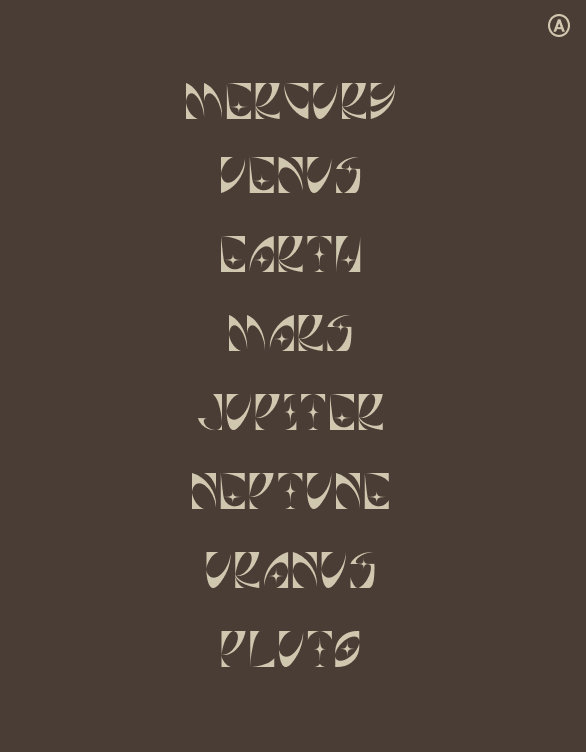 A
MERCURY
VENUS
EARTH
MARS
JUPITER
NEPTUNE
URANUS
PLUTO